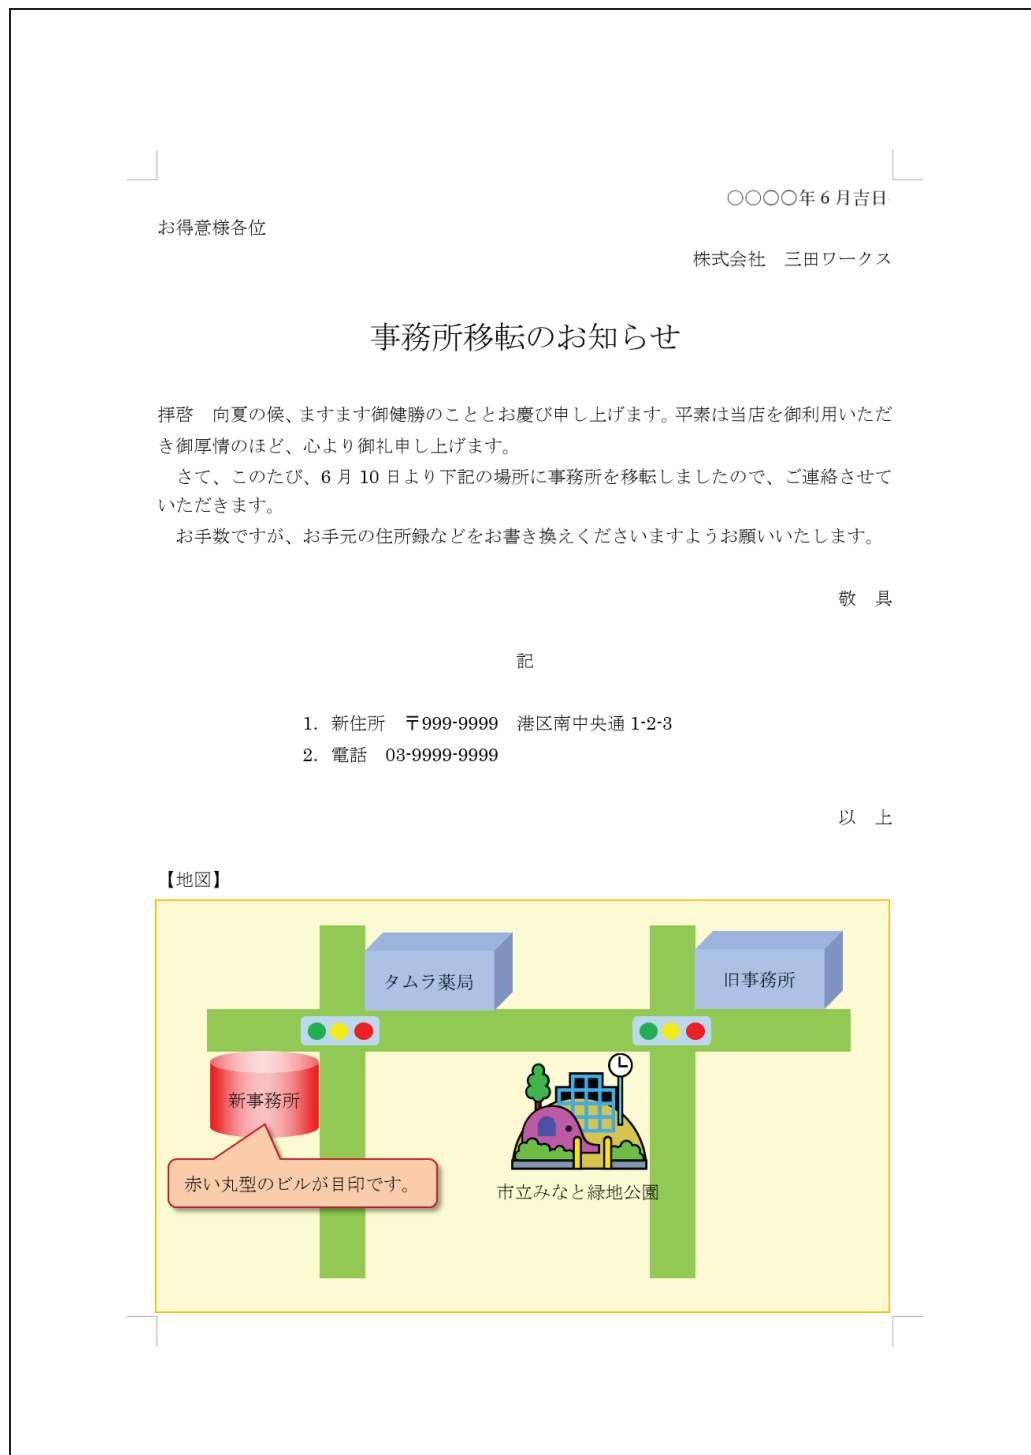 〇〇〇〇年 6 月吉日
お得意様各位
株式会社　三田ワークス
事務所移転のお知らせ
拝啓　向夏の候、ますます御健勝のこととお慶び申し上げます。平素は当店を御利用いただ
き御厚情のほど、心より御礼申し上げます。
　さて、このたび、6 月 10 日より下記の場所に事務所を移転しましたので、ご連絡させて
いただきます。
　お手数ですが、お手元の住所録などをお書き換えくださいますようお願いいたします。
敬　具
記
1. 新住所　〒999-9999　港区南中央通 1-2-3
2. 電話　03-9999-9999
以　上
【地図】
タムラ薬局
旧事務所
新事務所
赤い丸型のビルが目印です。
市立みなと緑地公園